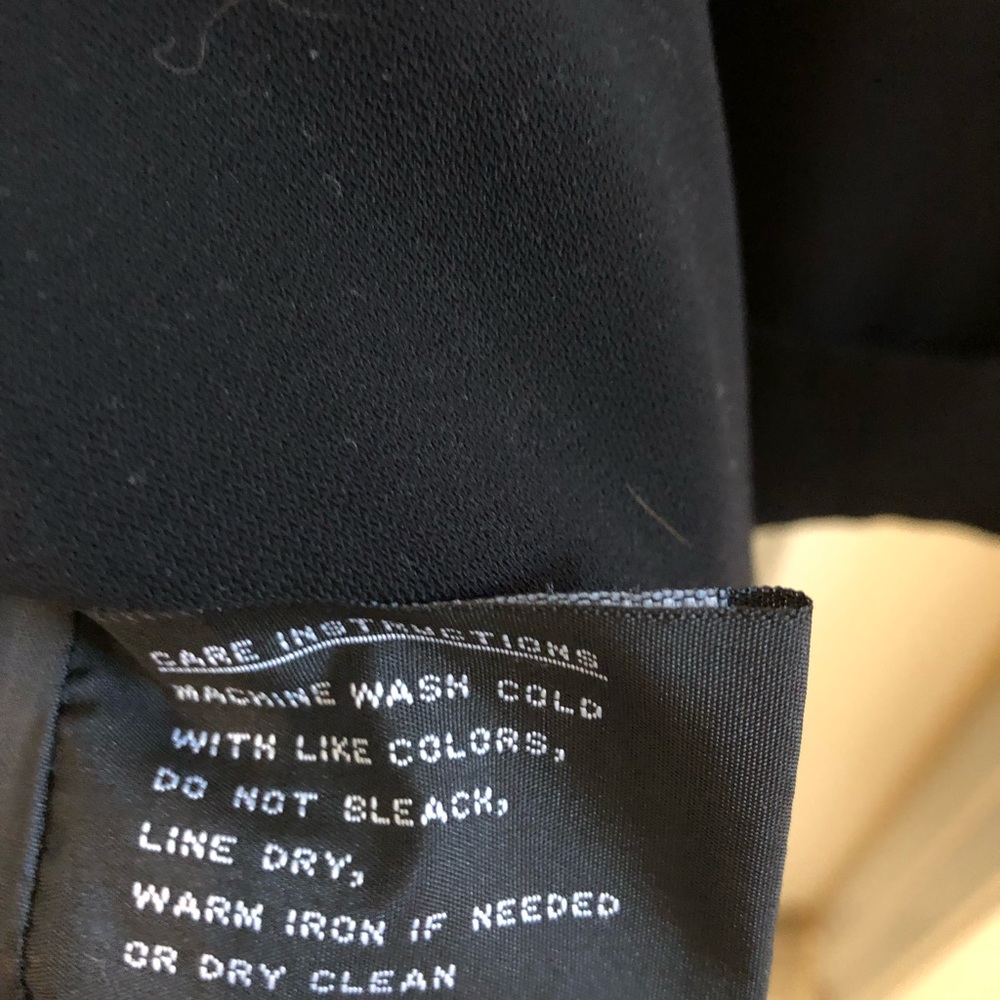 CARE INSTRUCTIONS
MACHINE WASH COLD
WITH LIKE COLORS,
DO NOT BLEACH,
LINE DRY,
WARM IRON IF NEEDED
OR DRY CLEAN